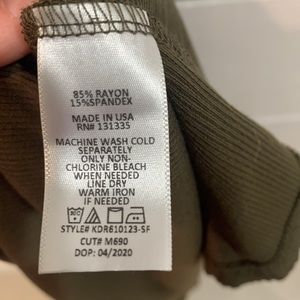 85% RAYON
15%SPANDEX
MADE IN USA
RN# 131335
MACHINE WASH COLD
SEPARATELY
ONLY NON-
CHLORINE BLEACH
WHEN NEEDED
LINE DRY
WARM IRON
IF NEEDED
STYLE# KDR610123-SF
CUT# M690
DOP: 04/2020